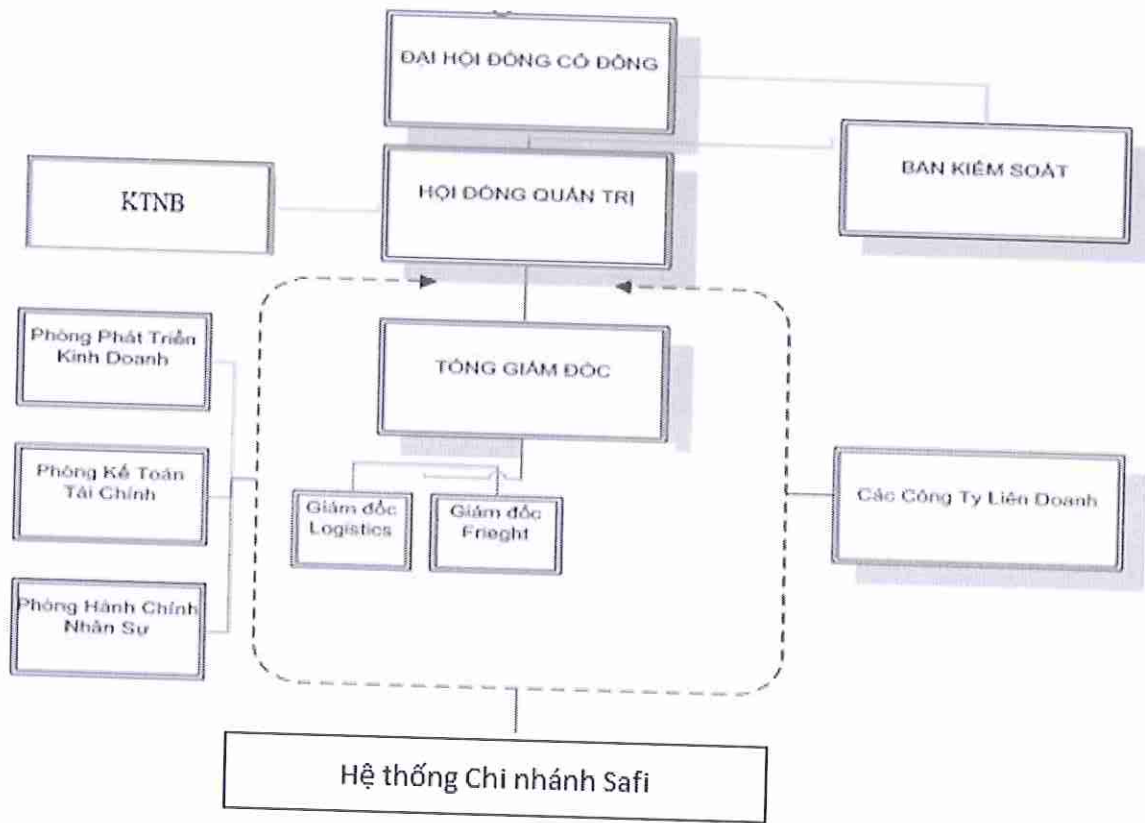 ĐẠI HỘI ĐỒNG CỔ ĐÔNG
BAN KIỂM SOÁT
KTNB
HỘI ĐỒNG QUẢN TRỊ
Phòng Phát Triển
Kinh Doanh
TỔNG GIÁM ĐỐC
Phòng Kế Toán
Tài Chính
Giám đốc
Logistics
Giám đốc
Frieght
Các Công Ty Liên Doanh
Phòng Hành Chính
Nhân Sự
Hệ thống Chi nhánh Safi